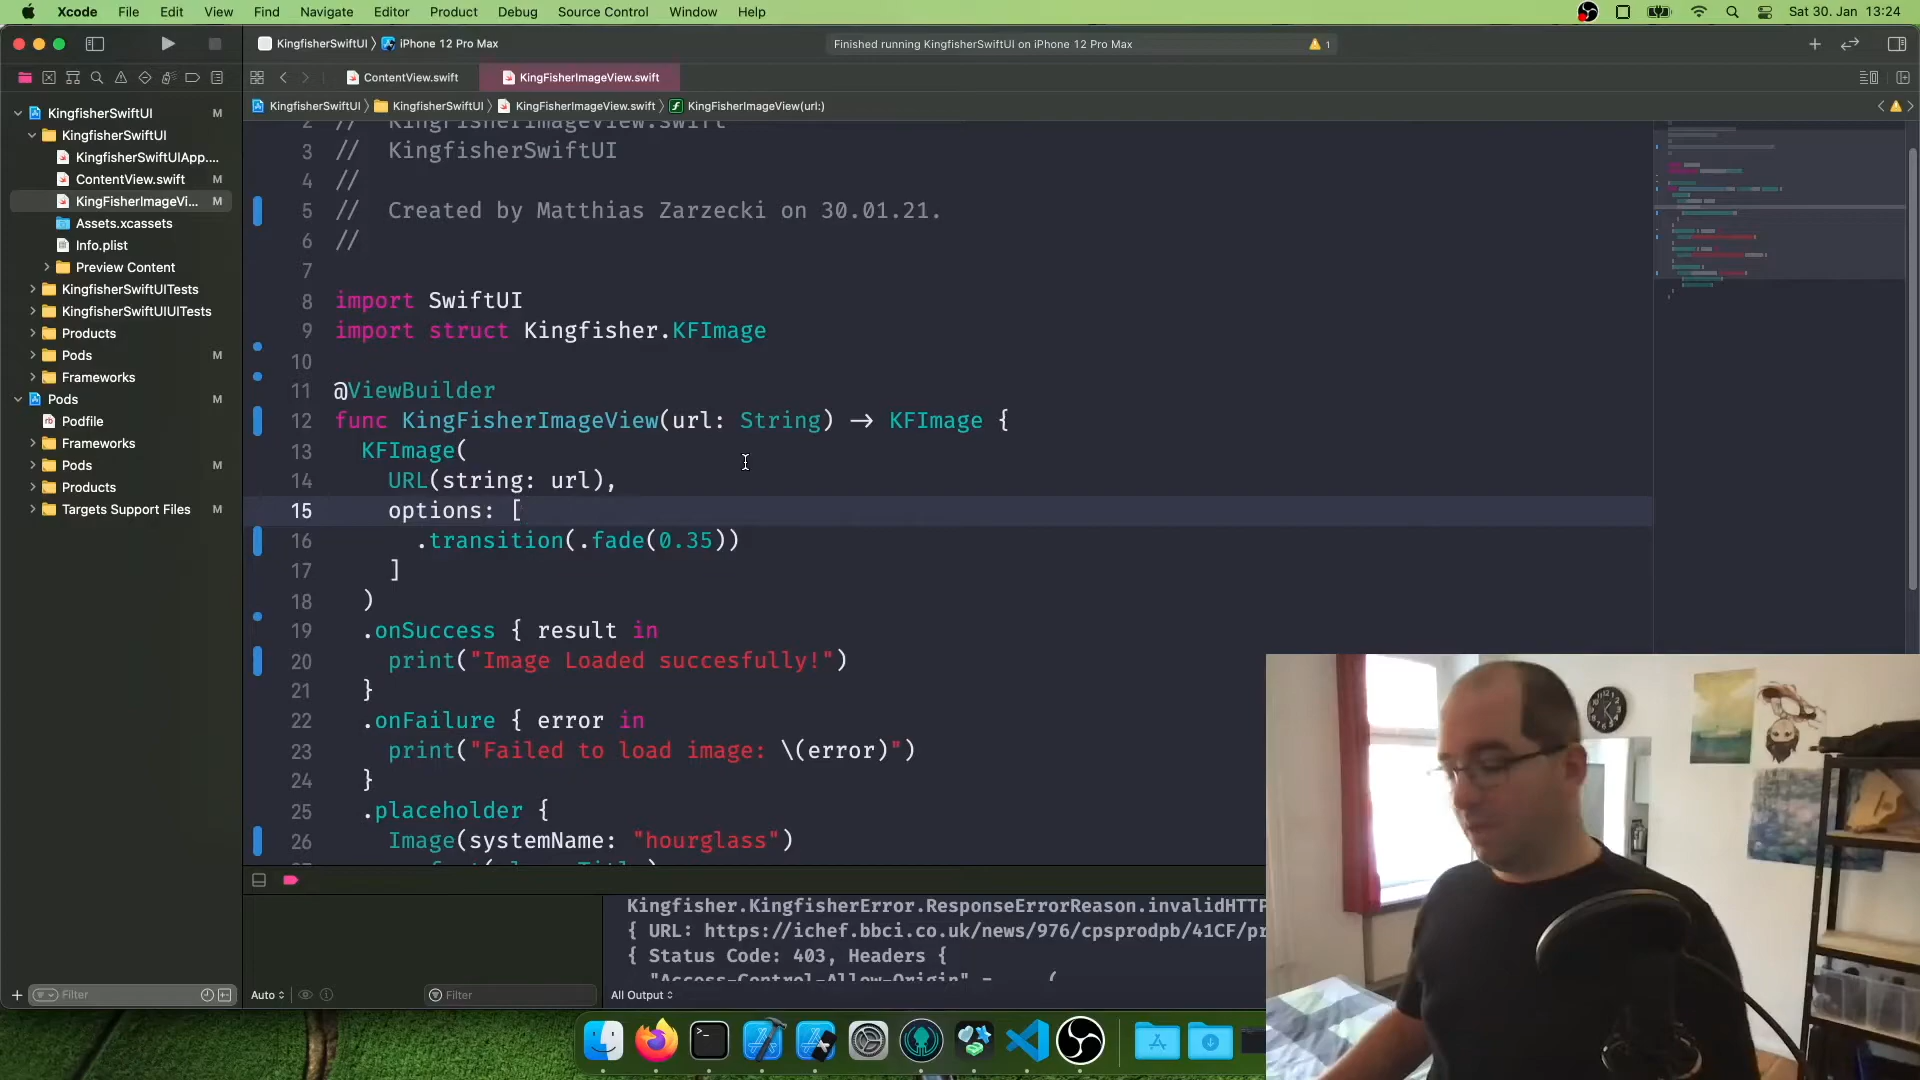 Xcode File Edit View Find Navigate Editor Product Debug Source Control Window Help
Sat 30. Jan 13:24
KingfisherSwiftUI 〉 iPhone 12 Pro Max
Finished running KingfisherSwiftUI on iPhone 12 Pro Max
1
ContentView.swift
KingFisherImageView.swift
KingfisherSwiftUI 〉 KingfisherSwiftUI 〉 KingFisherImageView.swift 〉 KingFisherImageView(url:)
KingfisherSwiftUI M
KingfisherSwiftUI
KingfisherSwiftUIApp....
ContentView.swift M
KingFisherImageVi... M
Assets.xcassets
Info.plist
Preview Content
KingfisherSwiftUITests
KingfisherSwiftUIUITests
Products
Pods M
Frameworks
Pods
Podfile
Frameworks
Pods M
Products
Targets Support Files M
Filter
2 // KingFisherImageView.swift
3 // KingfisherSwiftUI
4 //
5 // Created by Matthias Zarzecki on 30.01.21.
6 //
7
8 import SwiftUI
9 import struct Kingfisher.KFImage
10
11 @ViewBuilder
12 func KingFisherImageView(url: String) -> KFImage {
13 KFImage(
14 URL(string: url),
15 options: [
16 .transition(.fade(0.35))
17 ]
18 )
19 .onSuccess { result in
20 print("Image Loaded succesfully!")
21 }
22 .onFailure { error in
23 print("Failed to load image: \(error)")
24 }
25 .placeholder {
26 Image(systemName: "hourglass")
Kingfisher.KingfisherError.ResponseErrorReason.invalidHTTP
{ URL: https://ichef.bbci.co.uk/news/976/cpsprodpb/41CF/pr
{ Status Code: 403, Headers {
"Access-Control-Allow-Origin" = (
Auto
Filter
All Output